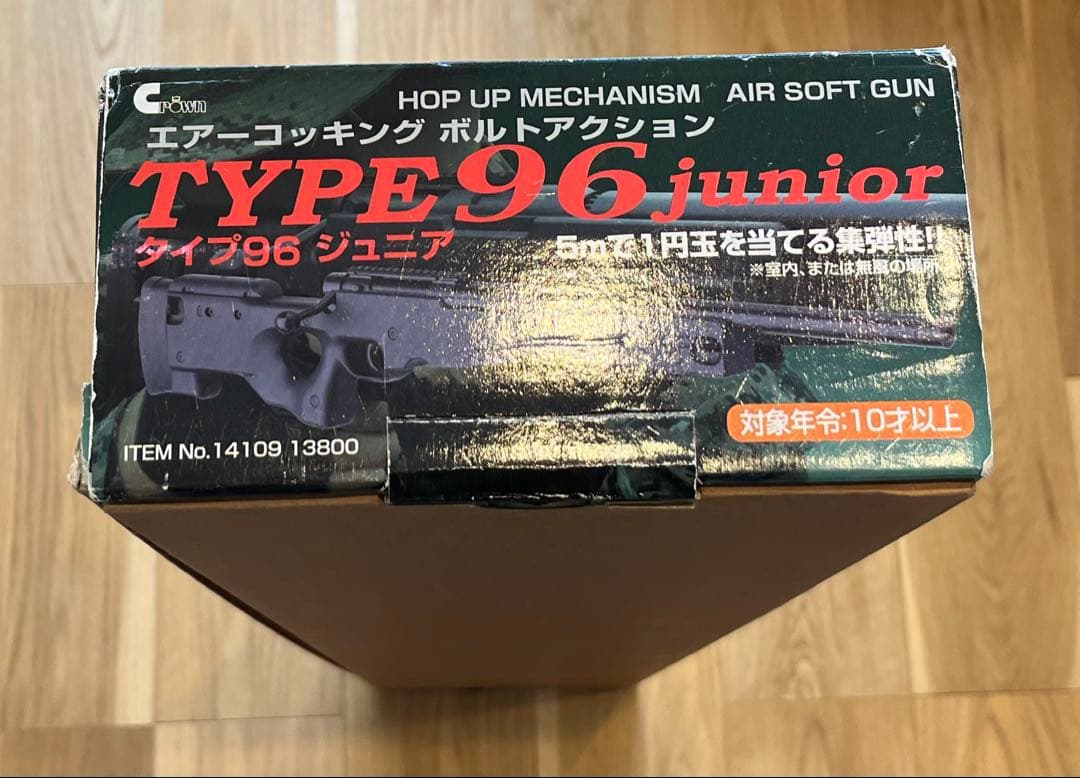 Crown
HOP UP MECHANISM AIR SOFT GUN
エアーコッキング ボルトアクション
TYPE 96 junior
タイプ96 ジュニア
5mで1円玉を当てる集弾性!!
※室内、または無風の場所
対象年令:10才以上
ITEM No.14109 13800